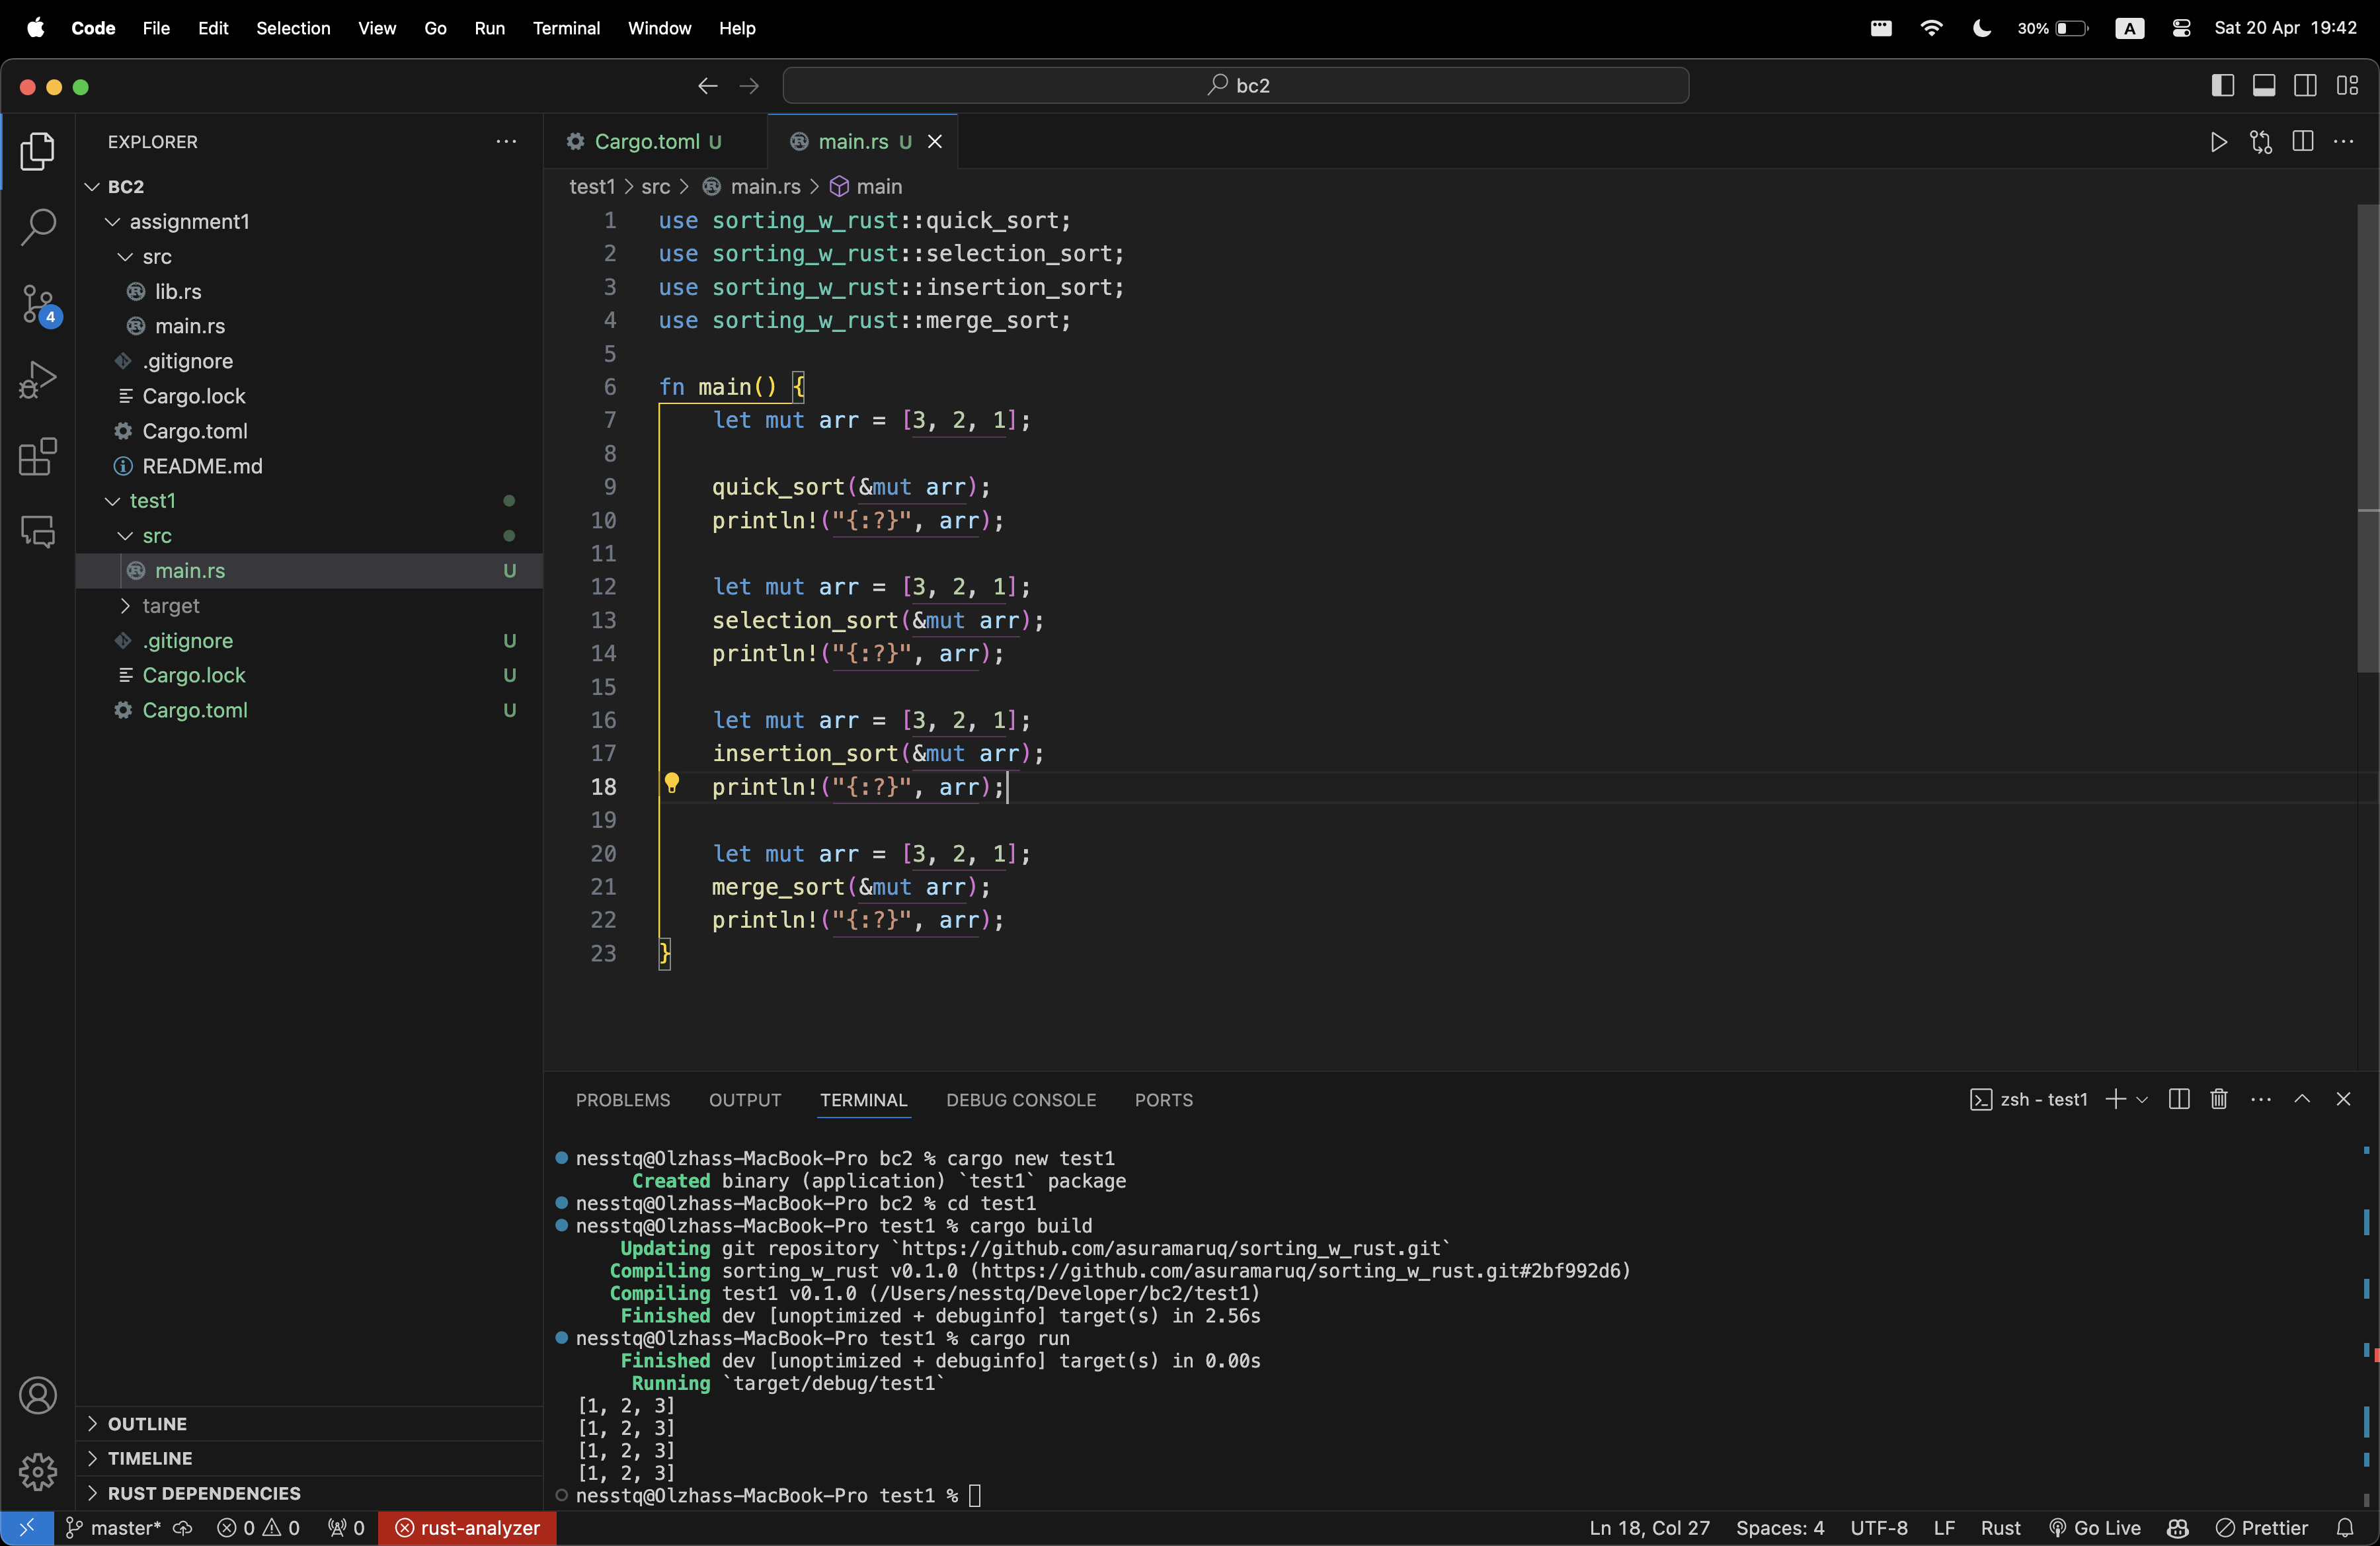 Code File Edit Selection View Go Run Terminal Window Help 30% A Sat 20 Apr 19:42
bc2
EXPLORER
BC2
assignment1
src
lib.rs
main.rs
.gitignore
Cargo.lock
Cargo.toml
README.md
test1
src
main.rs U
target
.gitignore U
Cargo.lock U
Cargo.toml U
OUTLINE
TIMELINE
RUST DEPENDENCIES
4
Cargo.toml U main.rs U
test1 > src > main.rs > main
1 use sorting_w_rust::quick_sort;
2 use sorting_w_rust::selection_sort;
3 use sorting_w_rust::insertion_sort;
4 use sorting_w_rust::merge_sort;
5
6 fn main() {
7 let mut arr = [3, 2, 1];
8
9 quick_sort(&mut arr);
10 println!("{:?}", arr);
11
12 let mut arr = [3, 2, 1];
13 selection_sort(&mut arr);
14 println!("{:?}", arr);
15
16 let mut arr = [3, 2, 1];
17 insertion_sort(&mut arr);
18 println!("{:?}", arr);
19
20 let mut arr = [3, 2, 1];
21 merge_sort(&mut arr);
22 println!("{:?}", arr);
23 }
PROBLEMS OUTPUT TERMINAL DEBUG CONSOLE PORTS zsh - test1
nesstq@Olzhass-MacBook-Pro bc2 % cargo new test1
Created binary (application) `test1` package
nesstq@Olzhass-MacBook-Pro bc2 % cd test1
nesstq@Olzhass-MacBook-Pro test1 % cargo build
Updating git repository `https://github.com/asuramaruq/sorting_w_rust.git`
Compiling sorting_w_rust v0.1.0 (https://github.com/asuramaruq/sorting_w_rust.git#2bf992d6)
Compiling test1 v0.1.0 (/Users/nesstq/Developer/bc2/test1)
Finished dev [unoptimized + debuginfo] target(s) in 2.56s
nesstq@Olzhass-MacBook-Pro test1 % cargo run
Finished dev [unoptimized + debuginfo] target(s) in 0.00s
Running `target/debug/test1`
[1, 2, 3]
[1, 2, 3]
[1, 2, 3]
[1, 2, 3]
nesstq@Olzhass-MacBook-Pro test1 %
master* 0 0 0 rust-analyzer Ln 18, Col 27 Spaces: 4 UTF-8 LF Rust Go Live Prettier